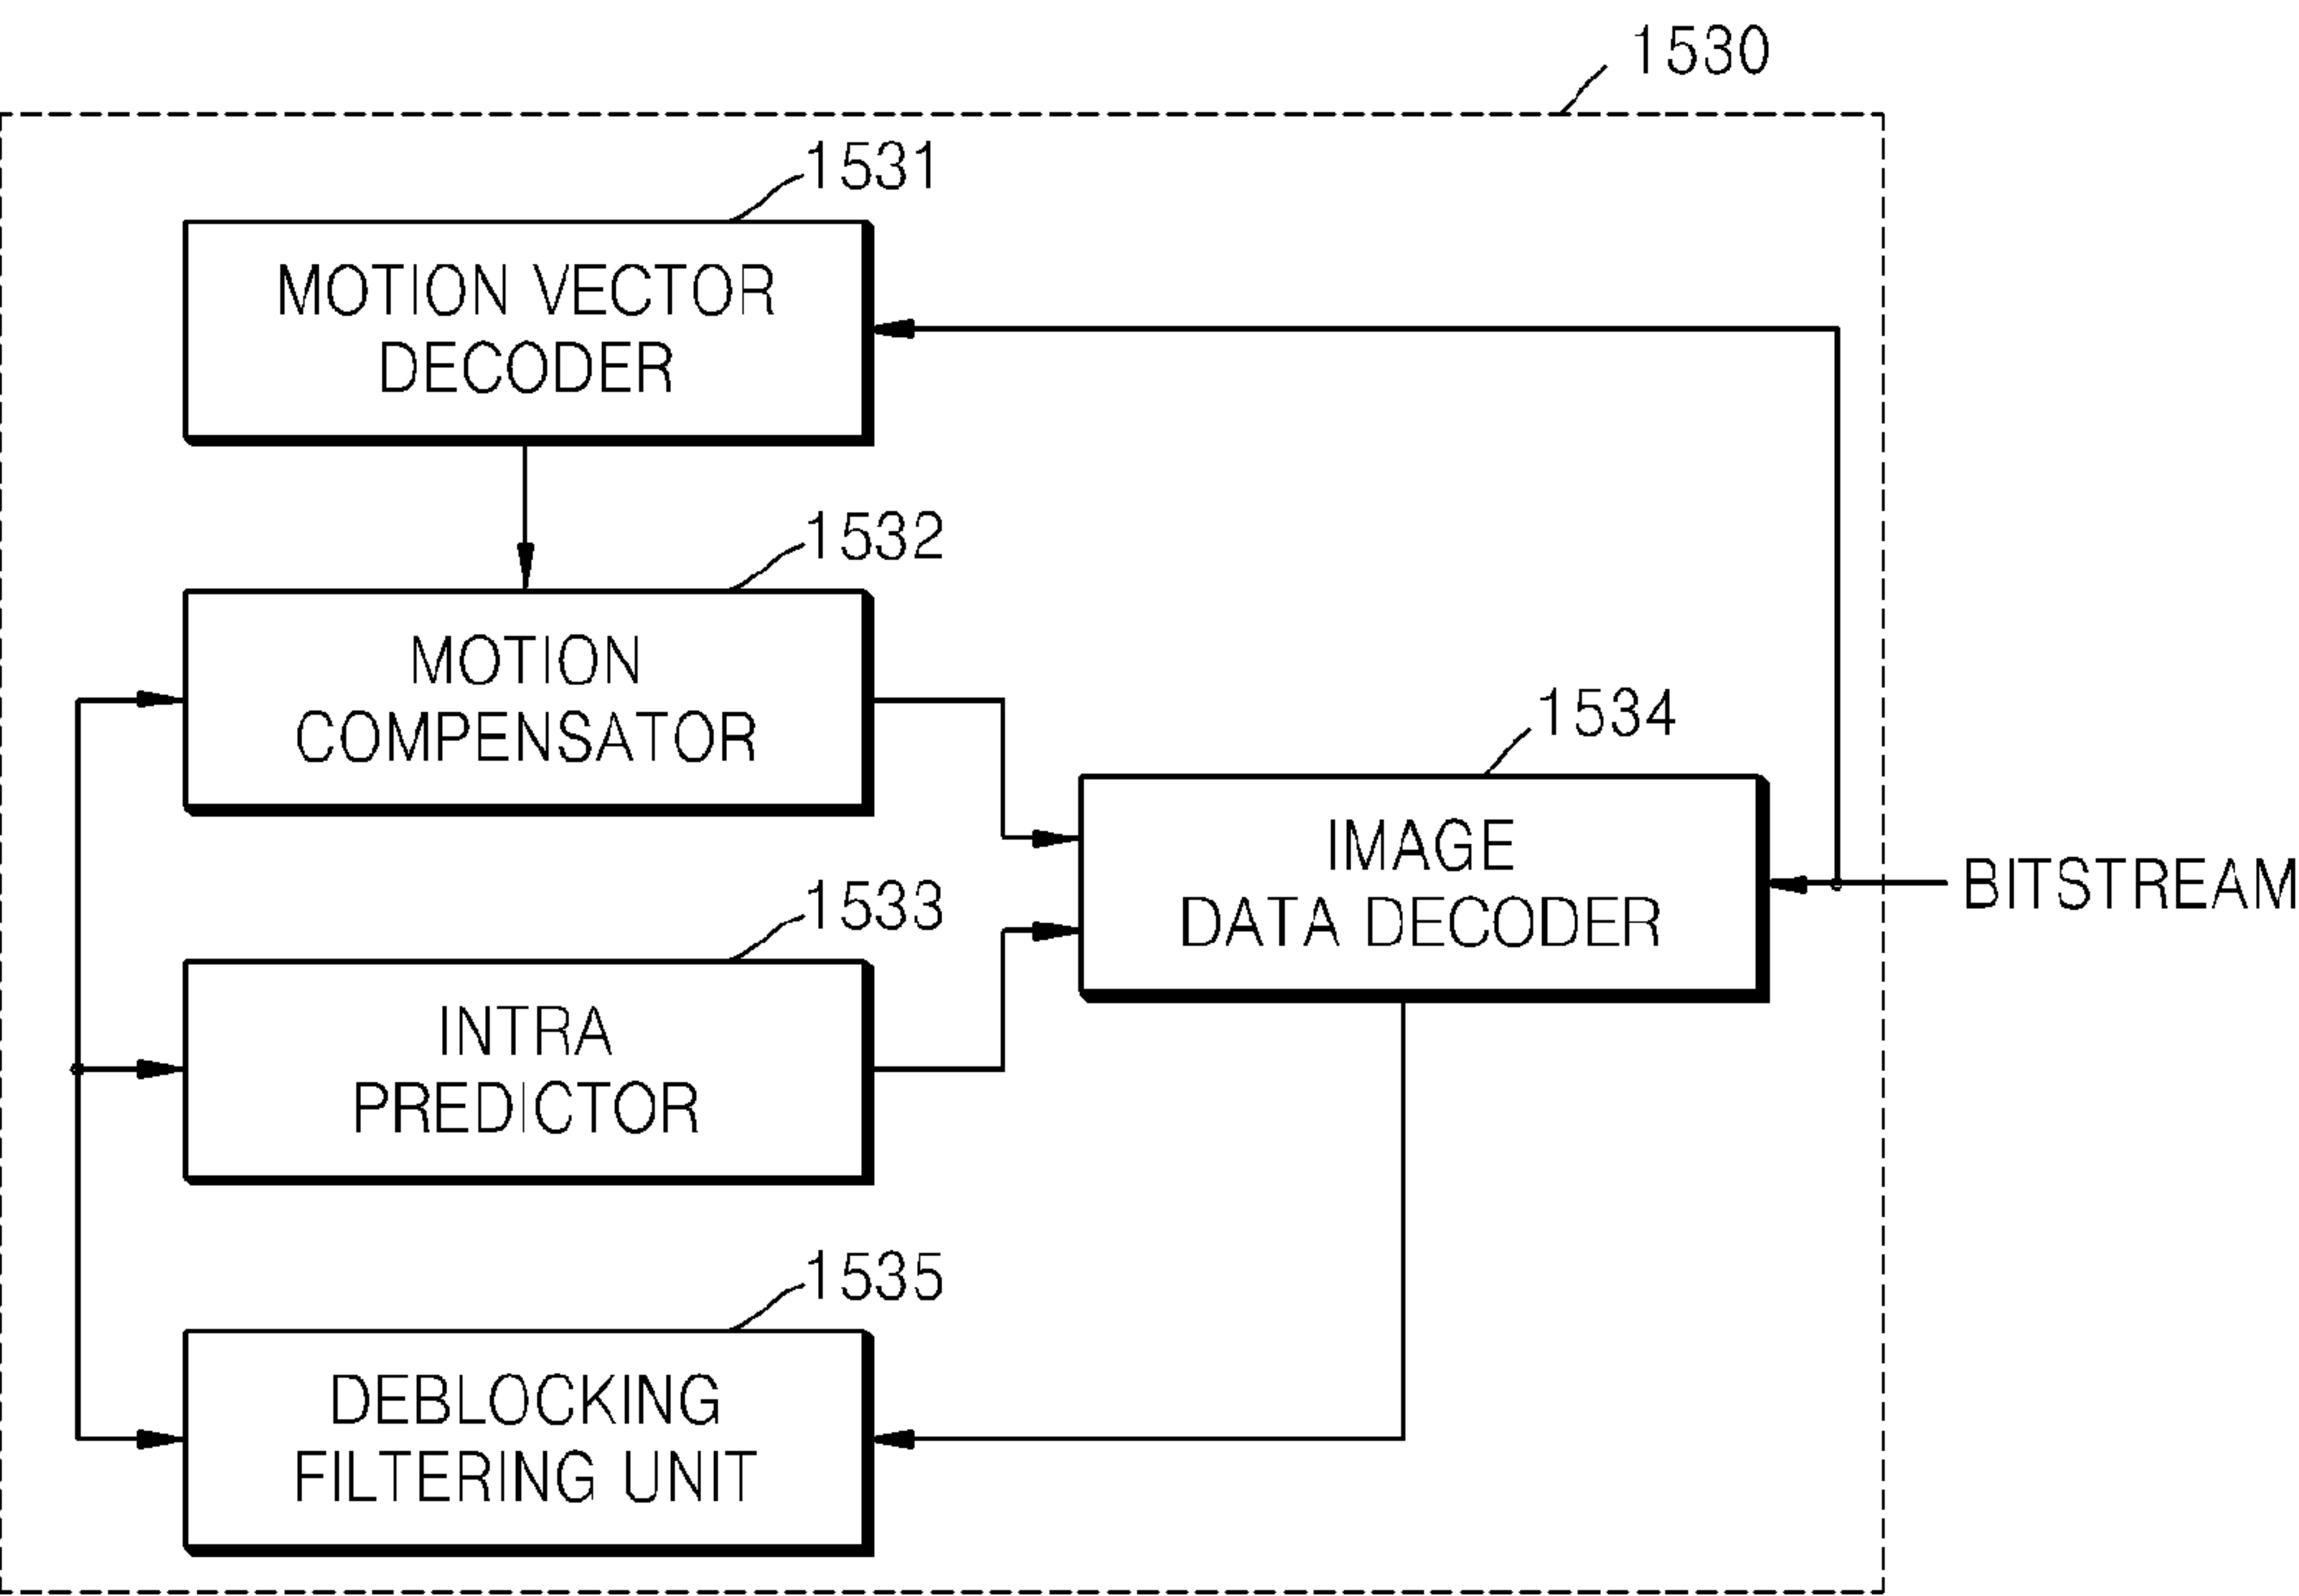 1530
1531
MOTION VECTOR
DECODER
1532
MOTION
COMPENSATOR
1534
IMAGE
DATA DECODER
BITSTREAM
1533
INTRA
PREDICTOR
1535
DEBLOCKING
FILTERING UNIT